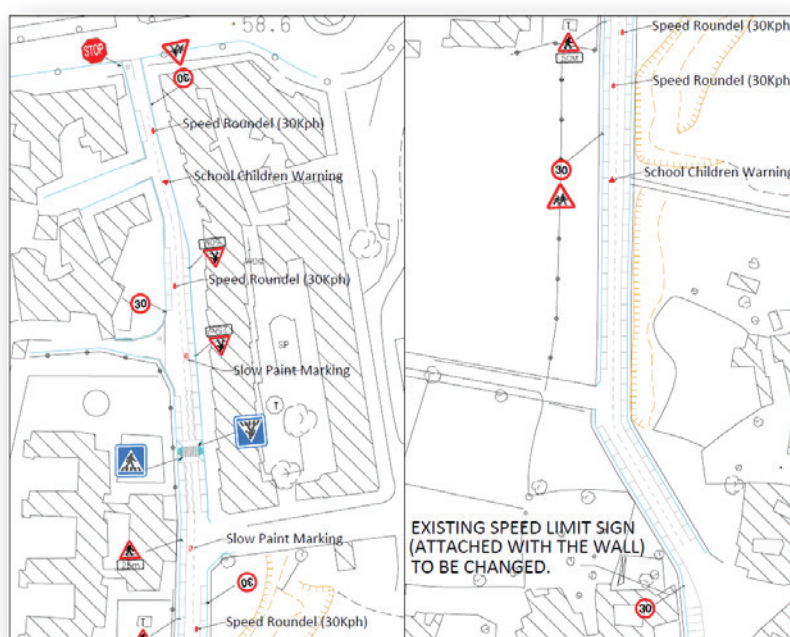 58.6
STOP
30
Speed Roundel (30Kph)
School Children Warning
50M
Speed Roundel (30Kph)
30
25M
SP
Slow Paint Marking
T
Slow Paint Marking
25m
30
T
Speed Roundel (30Kph)
T
50M
Speed Roundel (30Kph)
Speed Roundel (30Kph)
30
School Children Warning
EXISTING SPEED LIMIT SIGN
(ATTACHED WITH THE WALL)
TO BE CHANGED.
30